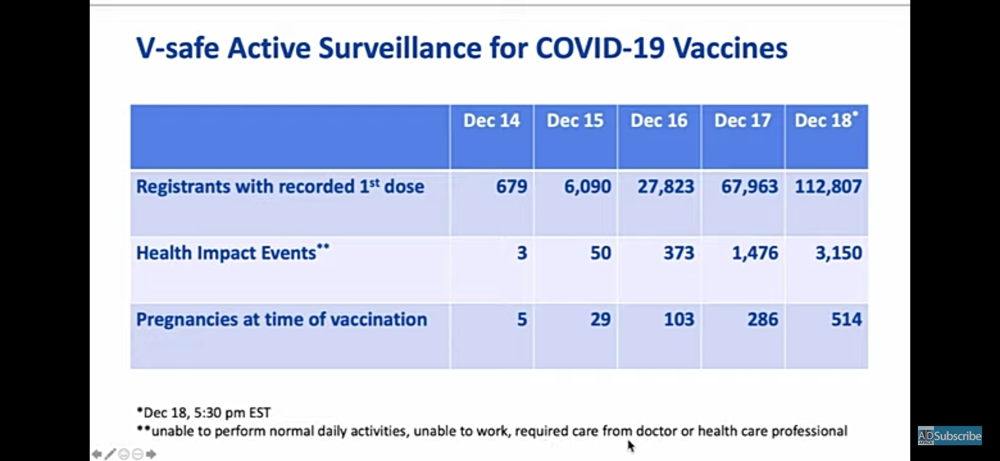 V-safe Active Surveillance for COVID-19 Vaccines
Dec 14 Dec 15 Dec 16 Dec 17 Dec 18*
Registrants with recorded 1st dose 679 6,090 27,823 67,963 112,807
Health Impact Events** 3 50 373 1,476 3,150
Pregnancies at time of vaccination 5 29 103 286 514
*Dec 18, 5:30 pm EST
**unable to perform normal daily activities, unable to work, required care from doctor or health care professional
AD Subscribe
AFRICA